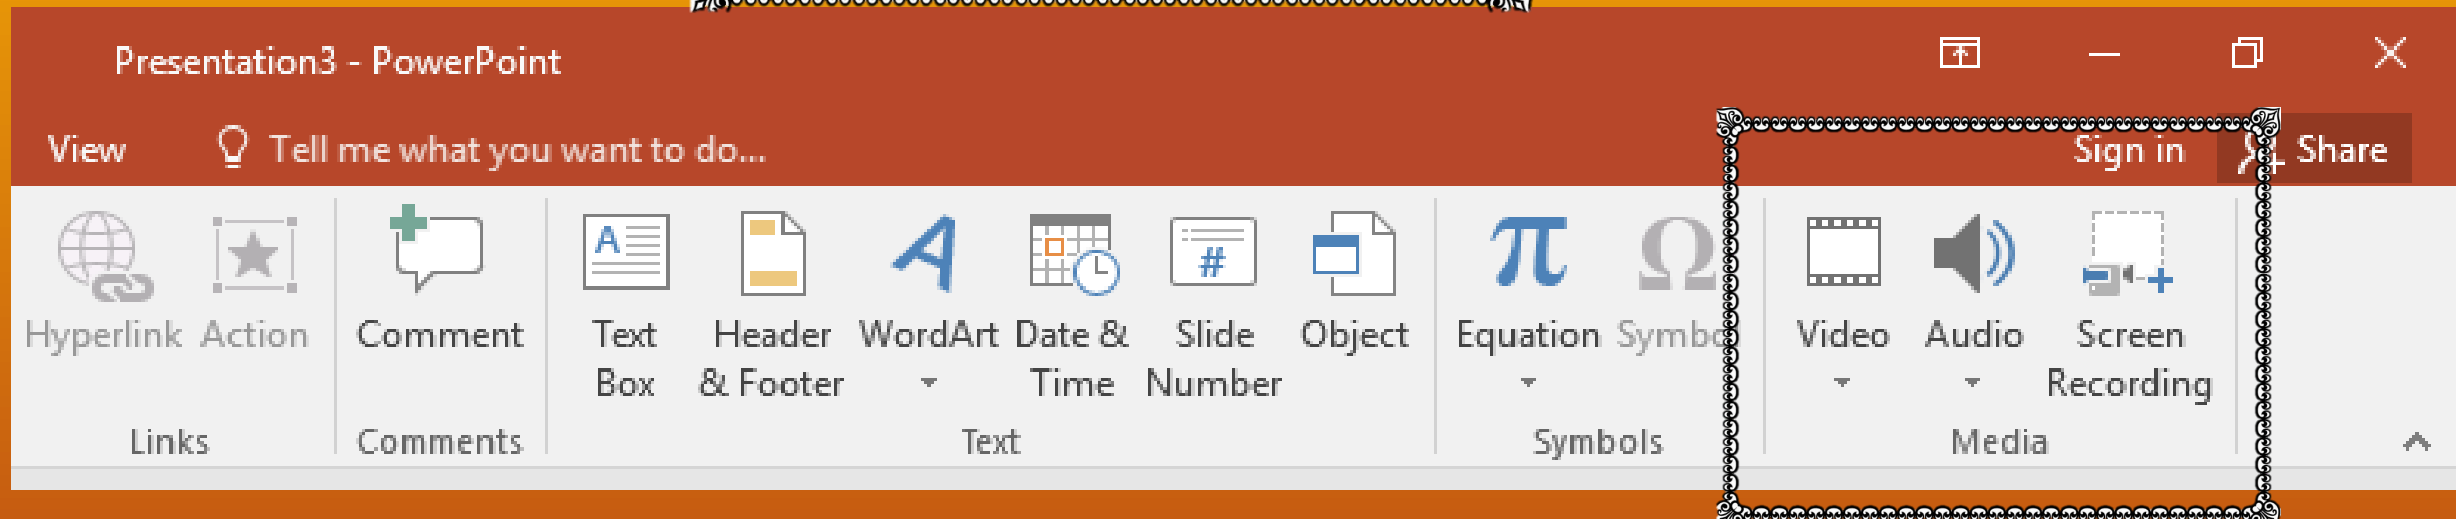 Presentation3 - PowerPoint
View Tell me what you want to do... Sign in Share
Hyperlink Action Comment Text Box Header & Footer WordArt Date & Time Slide Number Object Equation Symbol Video Audio Screen Recording
Links Comments Text Symbols Media